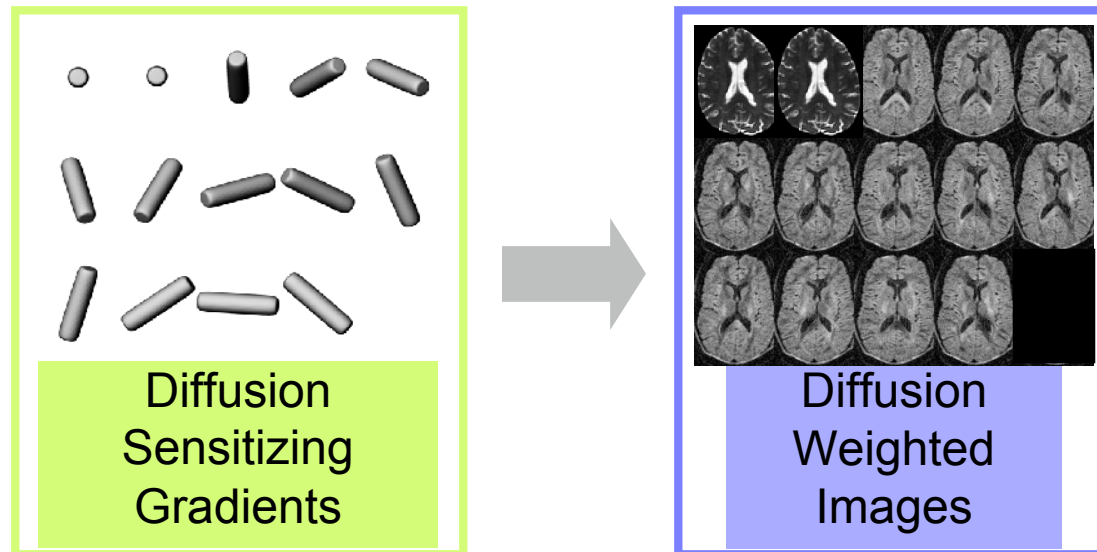 Diffusion
Sensitizing
Gradients
Diffusion
Weighted
Images